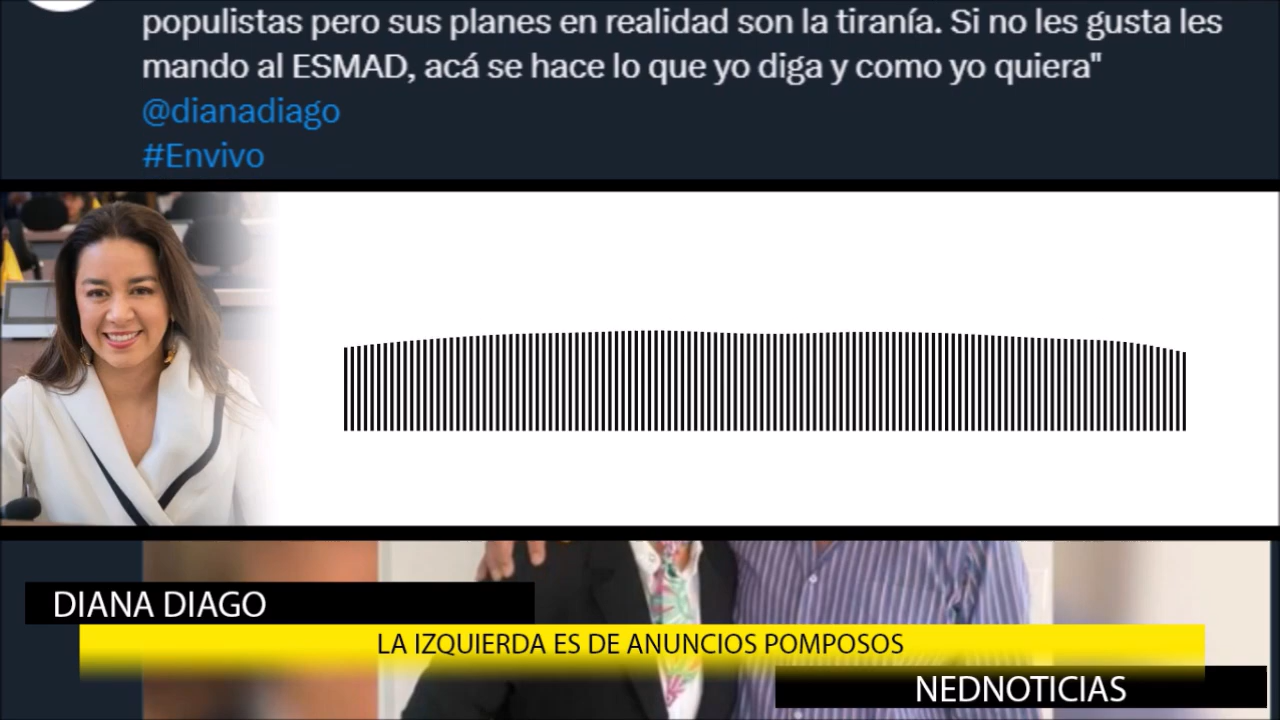 populistas pero sus planes en realidad son la tiranía. Si no les gusta les
mando al ESMAD, acá se hace lo que yo diga y como yo quiera"
@dianadiago
#Envivo
DIANA DIAGO
LA IZQUIERDA ES DE ANUNCIOS POMPOSOS
NEDNOTICIAS